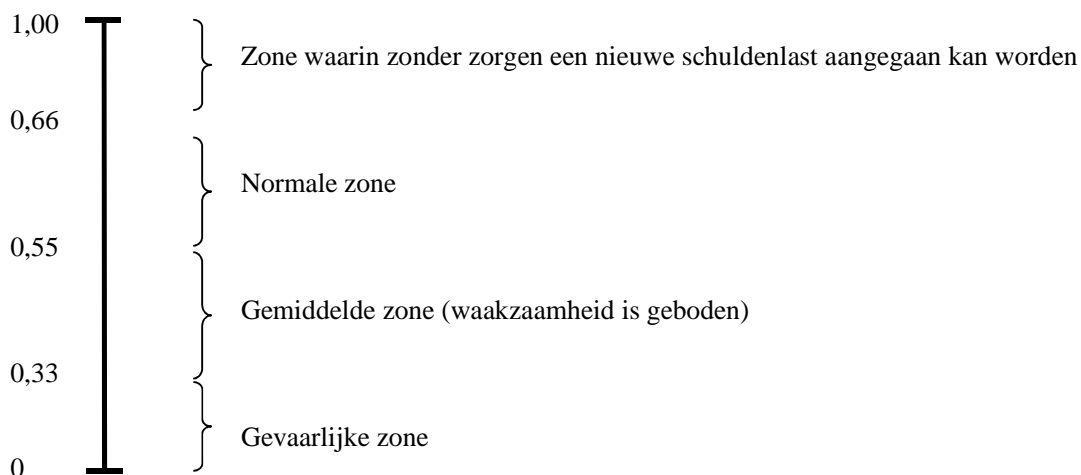 1,00
Zone waarin zonder zorgen een nieuwe schuldenlast aangegaan kan worden
0,66
Normale zone
0,55
Gemiddelde zone (waakzaamheid is geboden)
0,33
Gevaarlijke zone
0